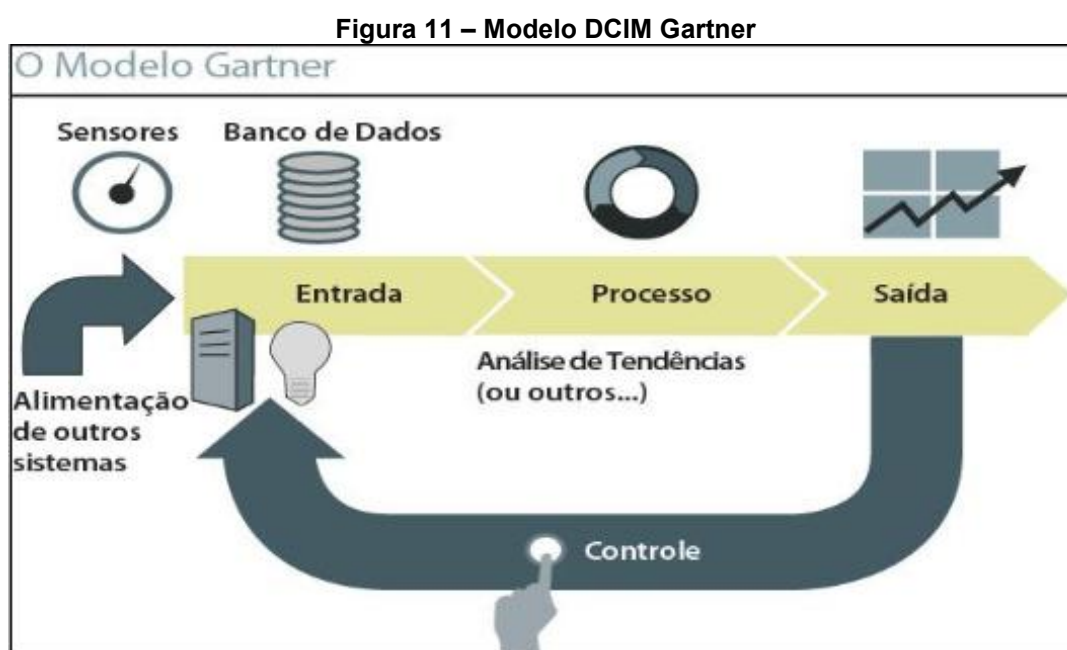 Figura 11 – Modelo DCIM Gartner
O Modelo Gartner
Sensores
Banco de Dados
Entrada
Processo
Saída
Análise de Tendências
(ou outros...)
Alimentação
de outros
sistemas
Controle